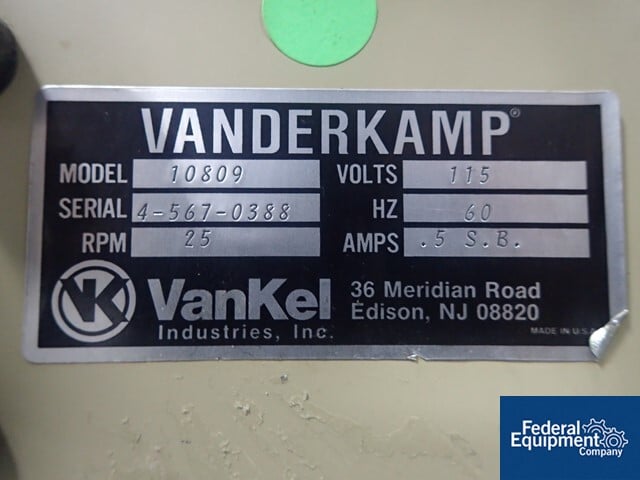 VANDERKAMP®
MODEL 10809 VOLTS 115
SERIAL 4-567-0388 HZ 60
RPM 25 AMPS .5 S.B.
VK VanKel 36 Meridian Road
Industries, Inc. Edison, NJ 08820
MADE IN U.S.A
Federal
Equipment
Company